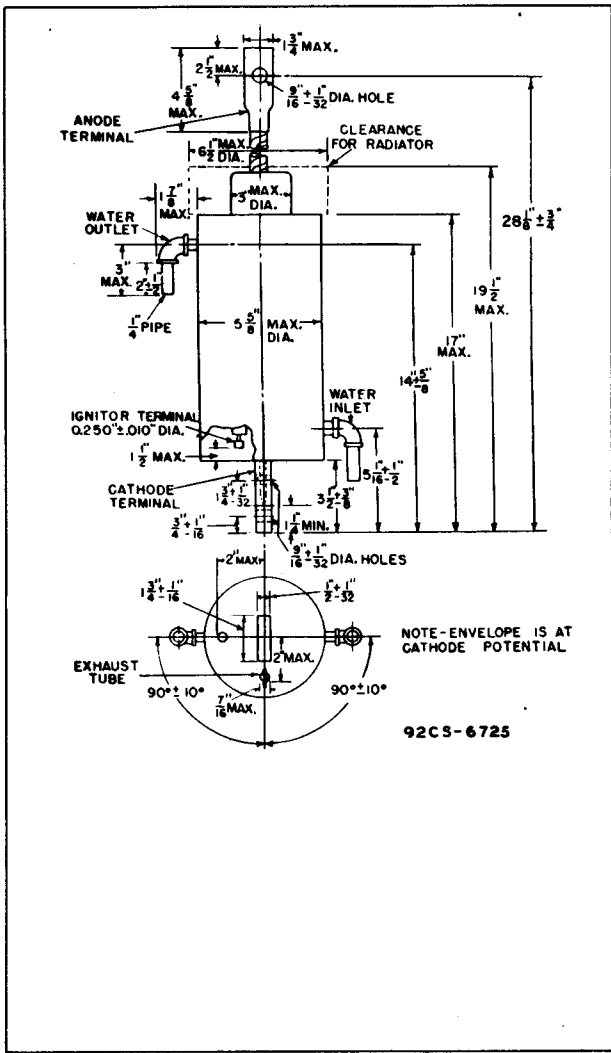 1 3/4" MAX.
2 1/2" MAX.
4 5/8" MAX.
9/16" ± 1/32" DIA. HOLE
ANODE TERMINAL
6 1/2" MAX. DIA.
CLEARANCE FOR RADIATOR
1 7/8" MAX.
3" MAX. DIA.
28 1/8" ± 3/4"
WATER OUTLET
3" MAX.
2" ± 1/2"
1/4" PIPE
5 5/8" MAX. DIA.
19 1/2" MAX.
17" MAX.
14" ± 5/8"
IGNITOR TERMINAL
0.250" ± .010" DIA.
WATER INLET
1 1/2" MAX.
CATHODE TERMINAL
1 3/4" ± 1/32"
3 1/2" ± 3/8"
5 1/16" ± 1/2"
3/4" ± 1/16"
1 1/4" MIN.
9/16" ± 1/32" DIA. HOLES
2" MAX.
1 3/4" ± 1/16"
1/2" ± 1/32"
NOTE-ENVELOPE IS AT
CATHODE POTENTIAL
2" MAX.
EXHAUST TUBE
7/16" MAX.
90° ± 10°
90° ± 10°
92CS-6725